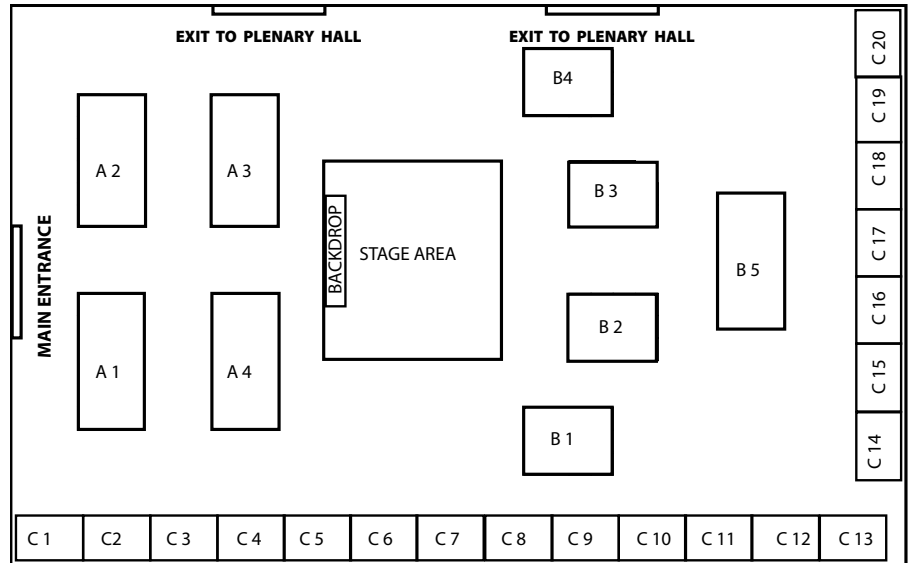 EXIT TO PLENARY HALL
EXIT TO PLENARY HALL
C 20
B4
C 19
A 2
A 3
C 18
B 3
MAIN ENTRANCE
BACKDROP
STAGE AREA
C 17
B 5
C 16
B 2
A 1
A 4
C 15
B 1
C 14
C 1
C2
C 3
C 4
C 5
C 6
C 7
C 8
C 9
C 10
C 11
C 12
C 13